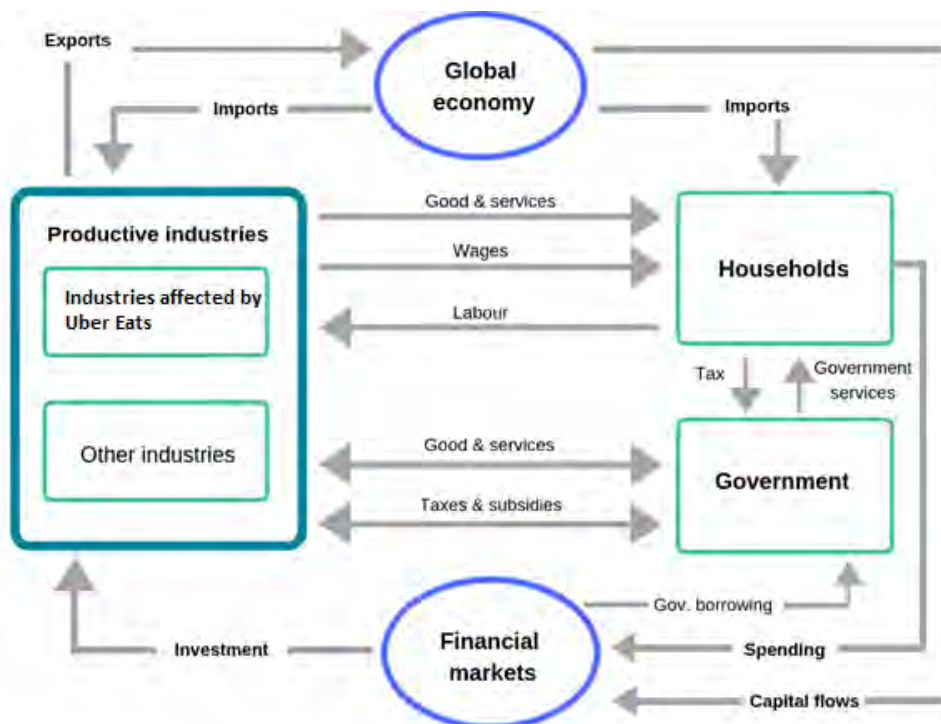 Exports
Global
economy
Imports
Imports
Good & services
Productive industries
Wages
Households
Industries affected by
Uber Eats
Labour
Tax
Government
services
Good & services
Other industries
Government
Taxes & subsidies
Gov. borrowing
Financial
markets
Investment
Spending
Capital flows